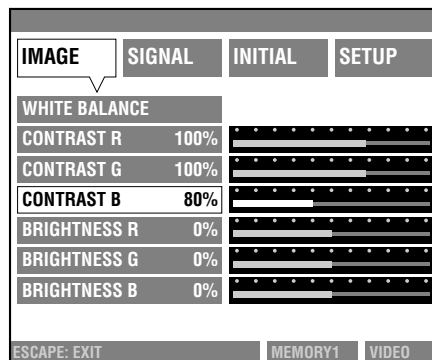 IMAGE SIGNAL INITIAL SETUP
WHITE BALANCE
CONTRAST R 100%
CONTRAST G 100%
CONTRAST B 80%
BRIGHTNESS R 0%
BRIGHTNESS G 0%
BRIGHTNESS B 0%
ESCAPE: EXIT MEMORY1 VIDEO